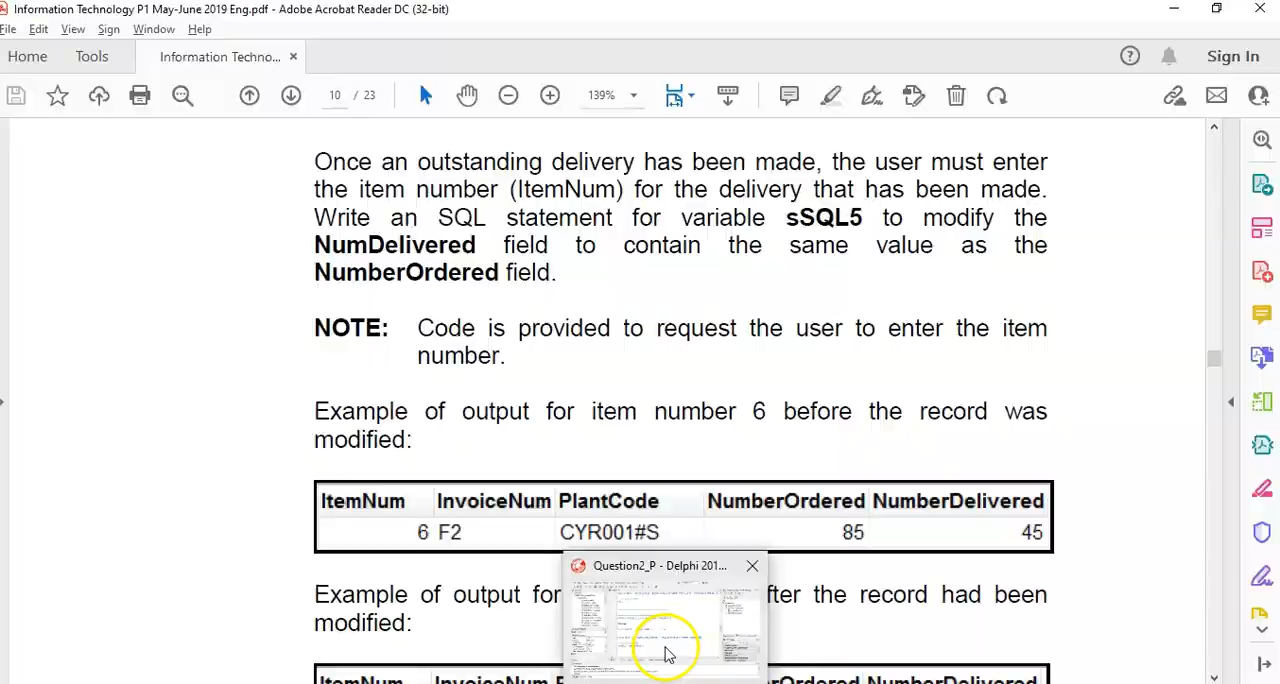 Information Technology P1 May-June 2019 Eng.pdf - Adobe Acrobat Reader DC (32-bit)
File Edit View Sign Window Help
Home Tools Information Techno... × Sign In
10 / 23 139%
Once an outstanding delivery has been made, the user must enter
the item number (ItemNum) for the delivery that has been made.
Write an SQL statement for variable sSQL5 to modify the
NumDelivered field to contain the same value as the
NumberOrdered field.
NOTE: Code is provided to request the user to enter the item
number.
Example of output for item number 6 before the record was
modified:
ItemNum InvoiceNum PlantCode NumberOrdered NumberDelivered
6 F2 CYR001#S 85 45
Question2_P - Delphi 201...
Example of output for fter the record had been
modified:
ItemNum InvoiceNum Ordered NumberDelivered